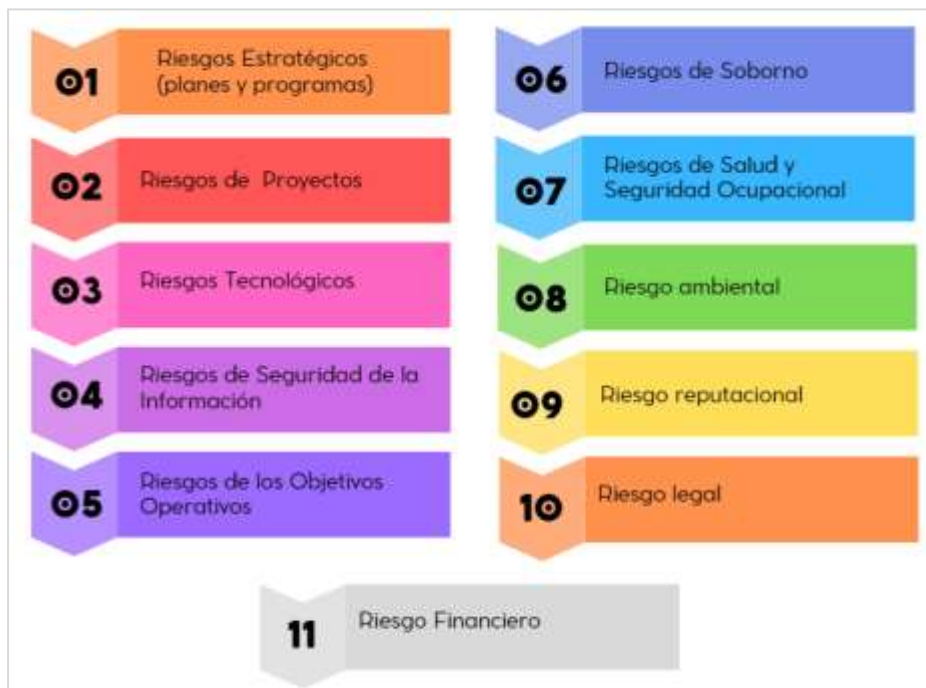 01
Riesgos Estratégicos
(planes y programas)
02
Riesgos de Proyectos
03
Riesgos Tecnológicos
04
Riesgos de Seguridad de la
Información
05
Riesgos de los Objetivos
Operativos
06
Riesgos de Soborno
07
Riesgos de Salud y
Seguridad Ocupacional
08
Riesgo ambiental
09
Riesgo reputacional
10
Riesgo legal
11
Riesgo Financiero